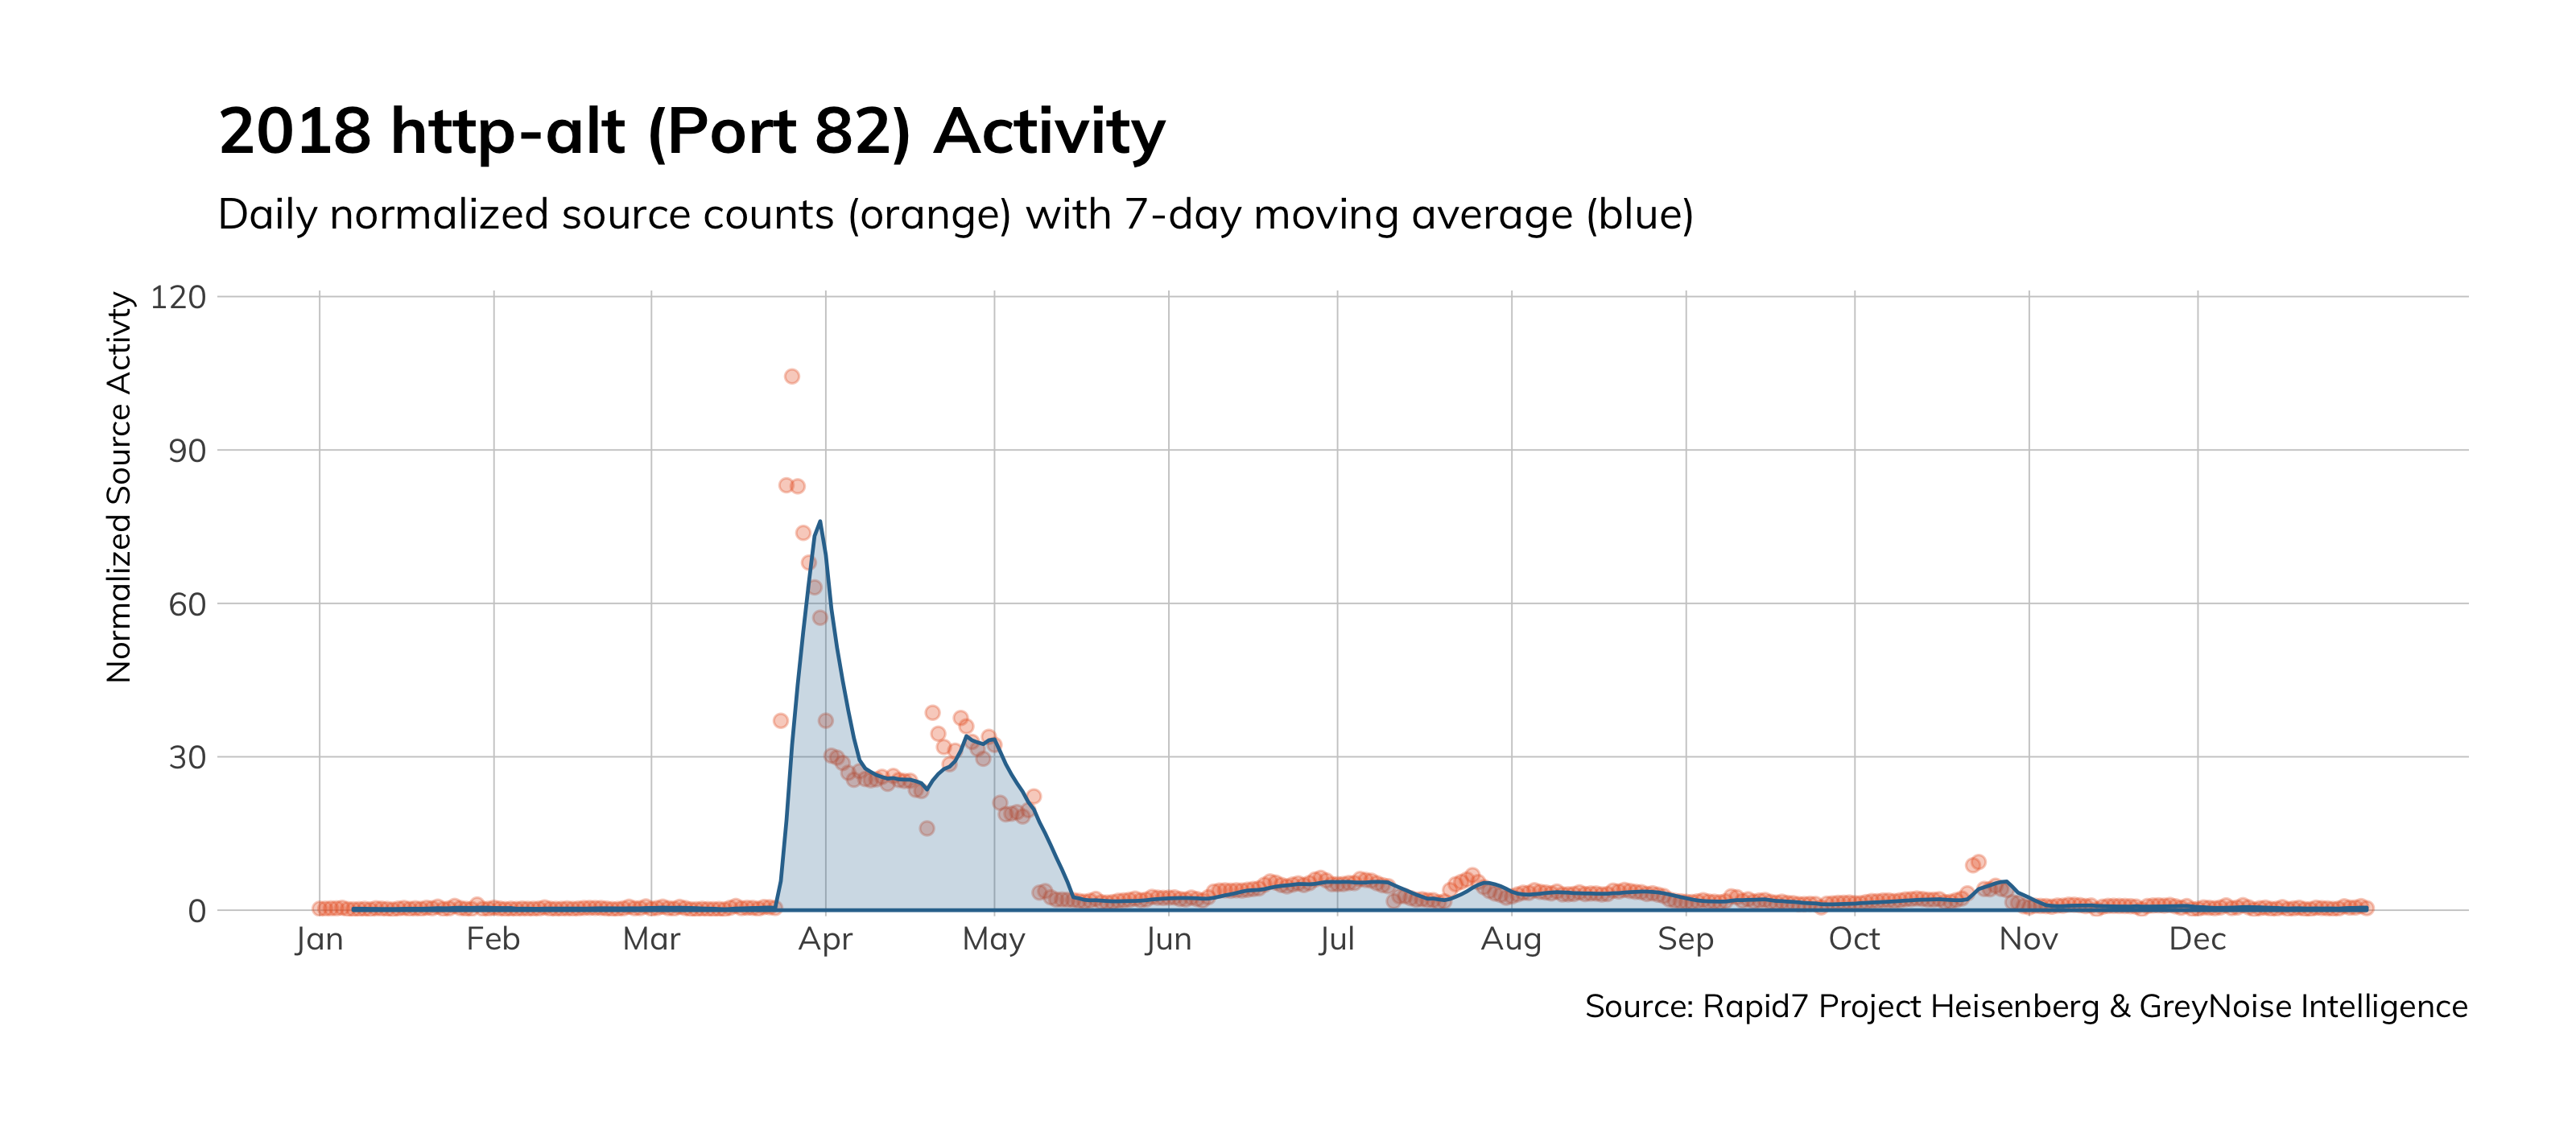 2018 http-alt (Port 82) Activity
Daily normalized source counts (orange) with 7-day moving average (blue)
Normalized Source Activty
120
90
60
30
0
Jan Feb Mar Apr May Jun Jul Aug Sep Oct Nov Dec
Source: Rapid7 Project Heisenberg & GreyNoise Intelligence